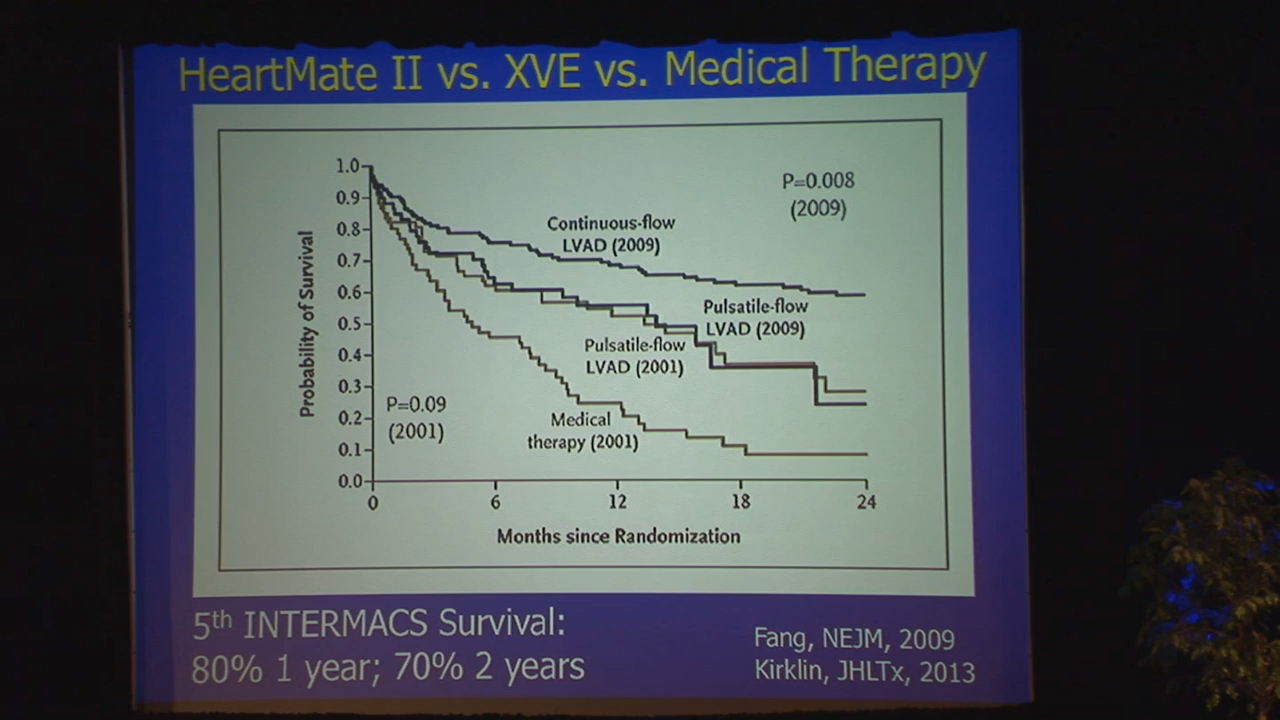 HeartMate II vs. XVE vs. Medical Therapy
1.0
0.9
0.8
0.7
0.6
0.5
0.4
0.3
0.2
0.1
0.0
Probability of Survival
P=0.008
(2009)
Continuous-flow
LVAD (2009)
Pulsatile-flow
LVAD (2009)
Pulsatile-flow
LVAD (2001)
P=0.09
(2001)
Medical
therapy (2001)
0 6 12 18 24
Months since Randomization
5th INTERMACS Survival:
80% 1 year; 70% 2 years
Fang, NEJM, 2009
Kirklin, JHLTx, 2013